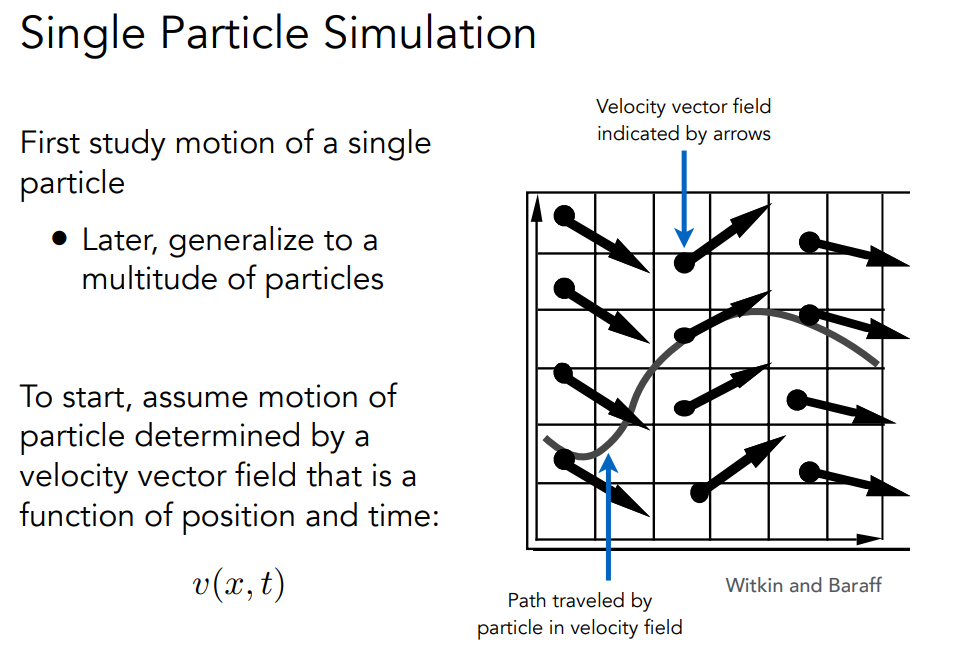 Single Particle Simulation
First study motion of a single
particle
• Later, generalize to a
multitude of particles
To start, assume motion of
particle determined by a
velocity vector field that is a
function of position and time:
v(x, t)
Velocity vector field
indicated by arrows
Witkin and Baraff
Path traveled by
particle in velocity field